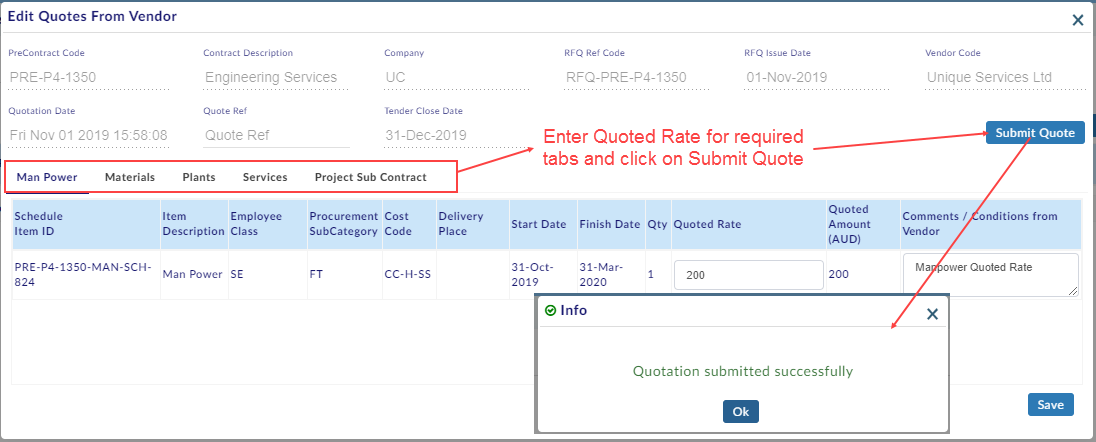 Edit Quotes From Vendor
PreContract Code
Contract Description
Company
RFQ Ref Code
RFQ Issue Date
Vendor Code
PRE-P4-1350
Engineering Services
UC
RFQ-PRE-P4-1350
01-Nov-2019
Unique Services Ltd
Quotation Date
Quote Ref
Tender Close Date
Fri Nov 01 2019 15:58:08
Quote Ref
31-Dec-2019
Enter Quoted Rate for required
tabs and click on Submit Quote
Submit Quote
Man Power
Materials
Plants
Services
Project Sub Contract
Schedule
Item ID
Item
Description
Employee
Class
Procurement
SubCategory
Cost
Code
Delivery
Place
Start Date
Finish Date
Qty
Quoted Rate
Quoted
Amount
(AUD)
Comments / Conditions from
Vendor
PRE-P4-1350-MAN-SCH-
824
Man Power
SE
FT
CC-H-SS
31-Oct-
2019
31-Mar-
2020
1
200
200
Manpower Quoted Rate
Info
Quotation submitted successfully
Ok
Save